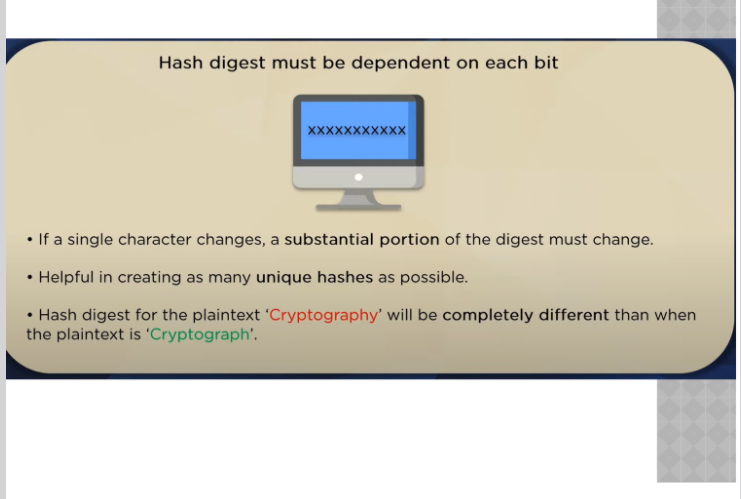 Hash digest must be dependent on each bit
xxxxxxxxxxx
• If a single character changes, a substantial portion of the digest must change.
• Helpful in creating as many unique hashes as possible.
• Hash digest for the plaintext ‘Cryptography’ will be completely different than when
the plaintext is ‘Cryptograph’.